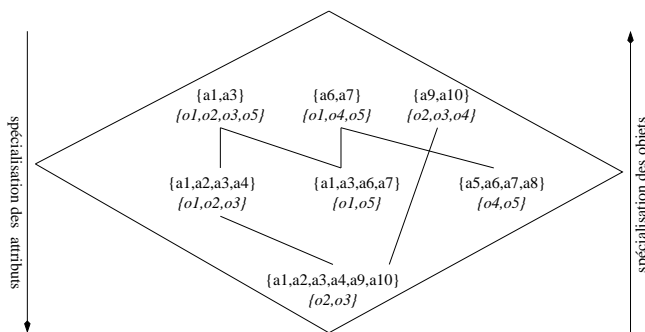 {a1,a3} {a6,a7} {a9,a10}
{o1,o2,o3,o5} {o1,o4,o5} {o2,o3,o4}
{a1,a2,a3,a4} {a1,a3,a6,a7} {a5,a6,a7,a8}
{o1,o2,o3} {o1,o5} {o4,o5}
{a1,a2,a3,a4,a9,a10}
{o2,o3}
spécialisation des attributs
spécialisation des objets